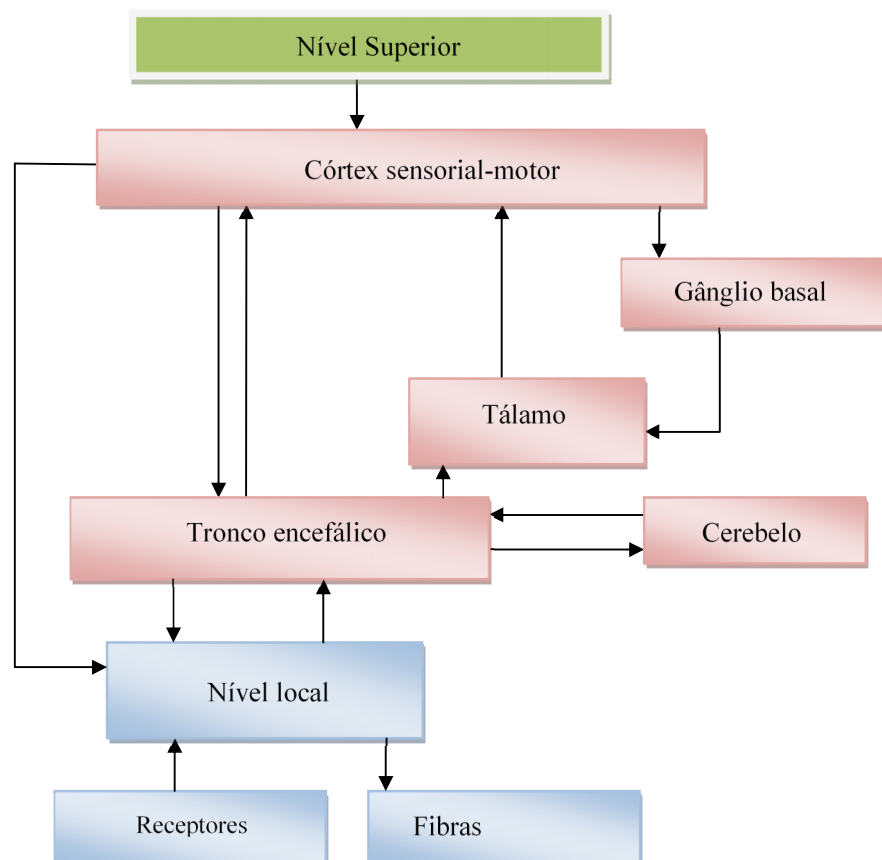 Nível Superior
Córtex sensorial-motor
Gânglio basal
Tálamo
Tronco encefálico
Cerebelo
Nível local
Receptores
Fibras